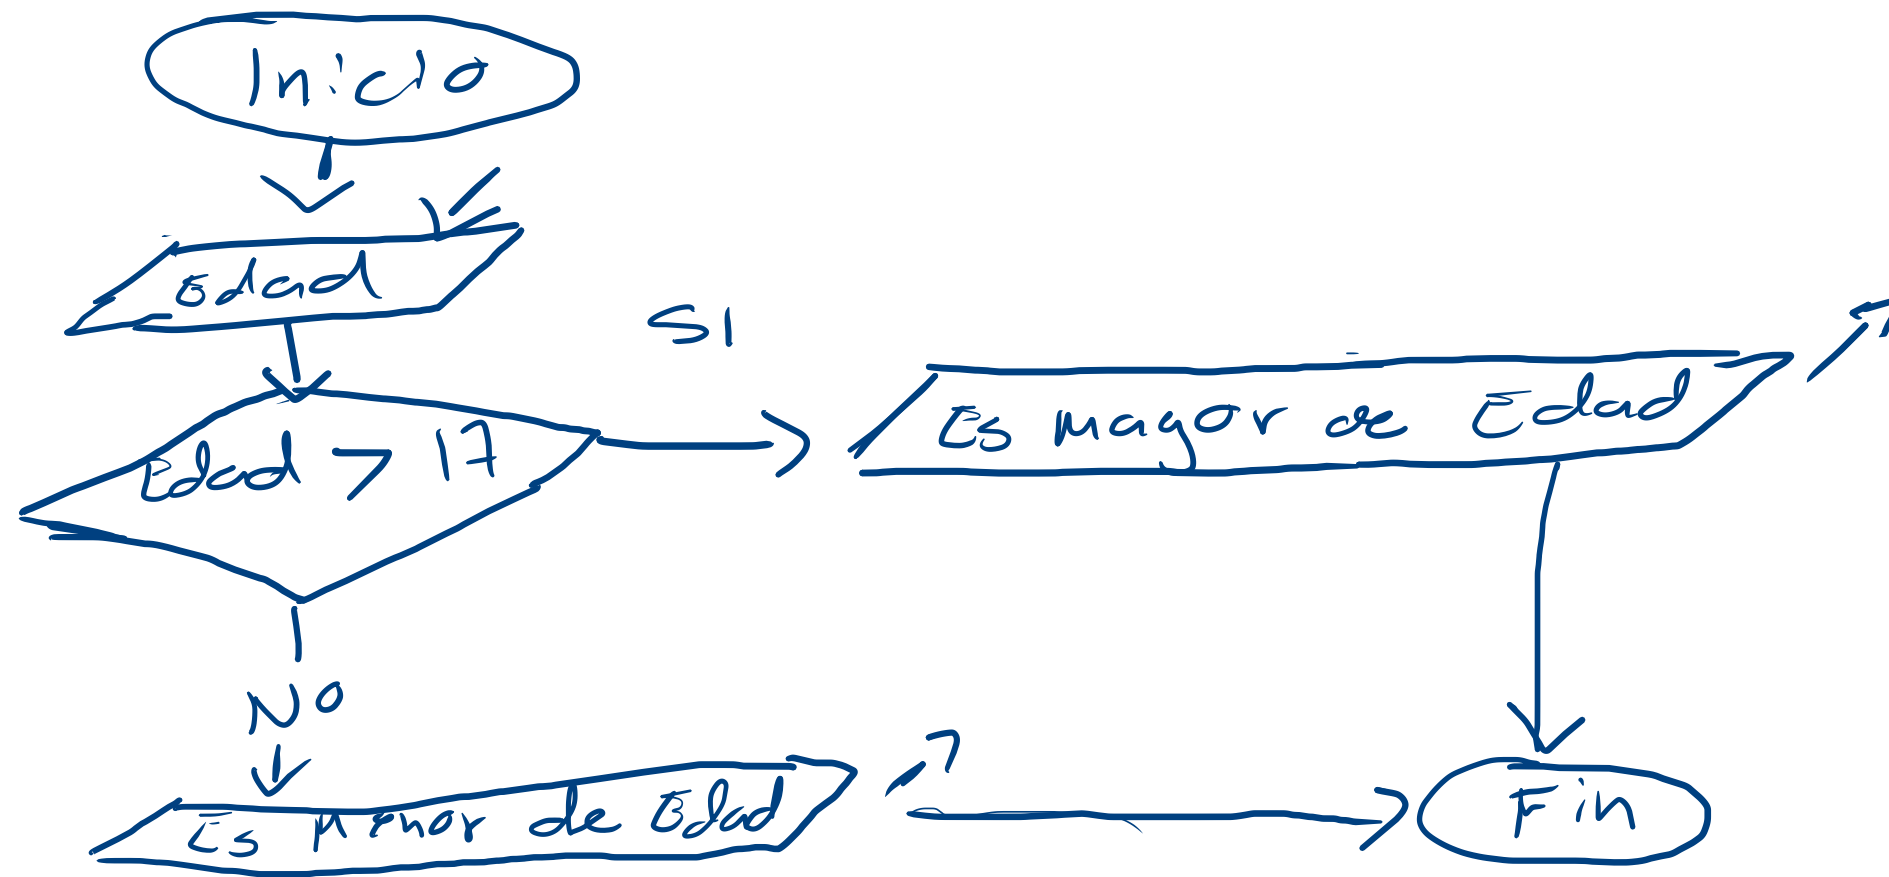 Inicio
Edad
SI
Edad > 17
Es mayor de Edad
NO
Es Menor de Edad
Fin